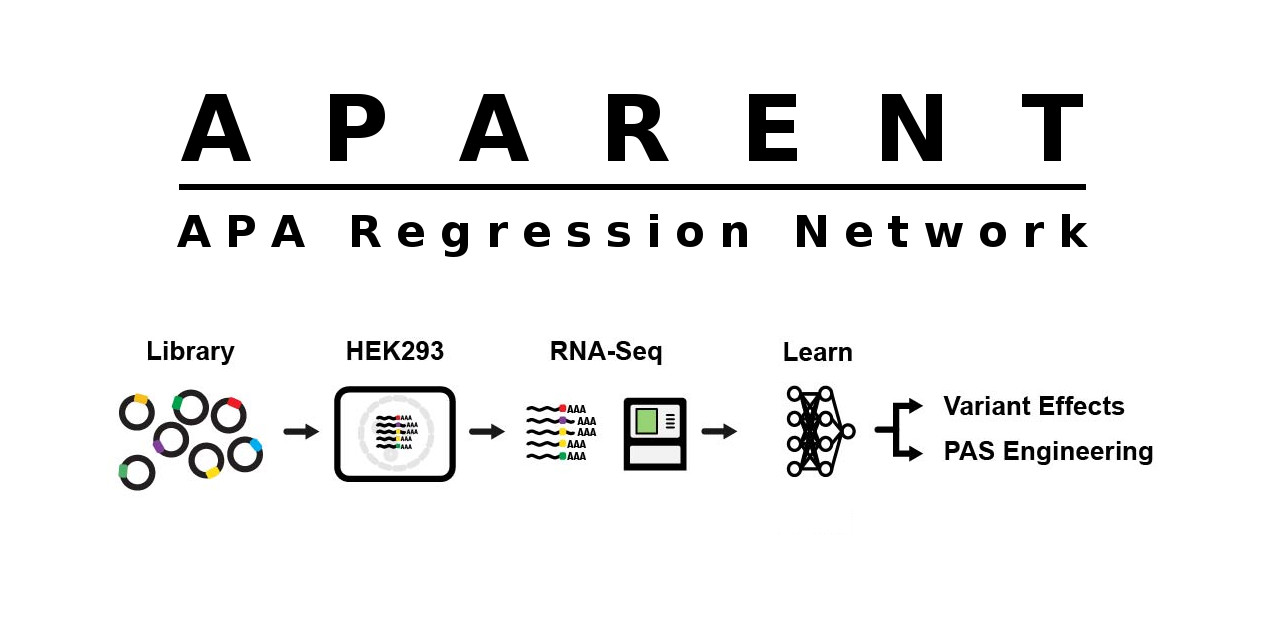 A P A R E N T
APA Regression Network
Library
HEK293
RNA-Seq
Learn
AAA
AAA
AAA
AAA
AAA
AAA
AAA
AAA
AAA
AAA
Variant Effects
PAS Engineering